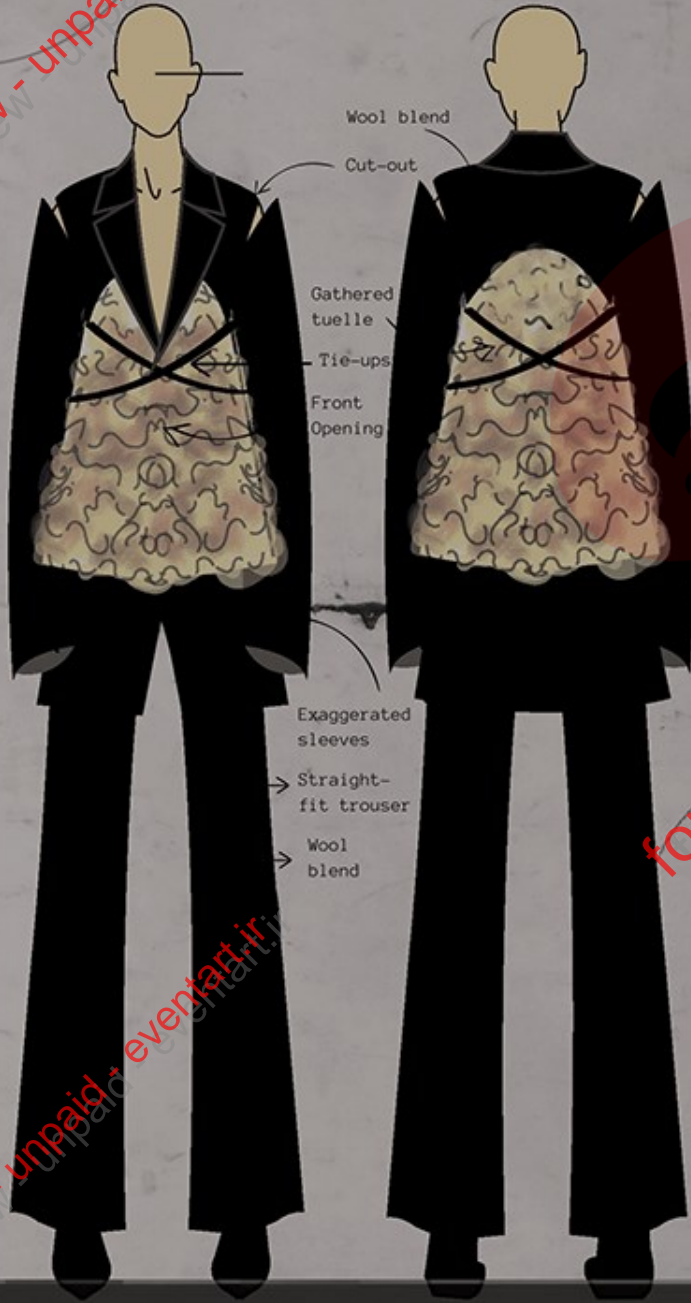 Wool blend
Cut-out
Gathered
tuelle
Tie-ups
Front
Opening
Exaggerated
sleeves
Straight-
fit trouser
Wool
blend
- unpaid
unpaid - eventart.ir